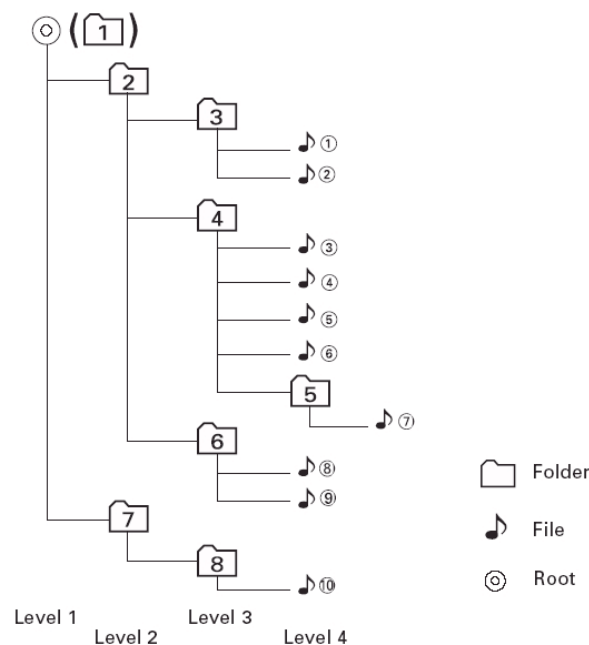 (1)
2
3
①
②
4
③
④
⑤
⑥
5
⑦
6
⑧
⑨
7
8
⑩
Folder
File
Root
Level 1
Level 2
Level 3
Level 4